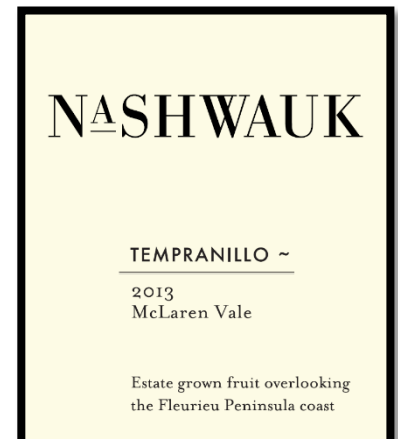 NASHWAUK
TEMPRANILLO ~
2013
McLaren Vale
Estate grown fruit overlooking
the Fleurieu Peninsula coast